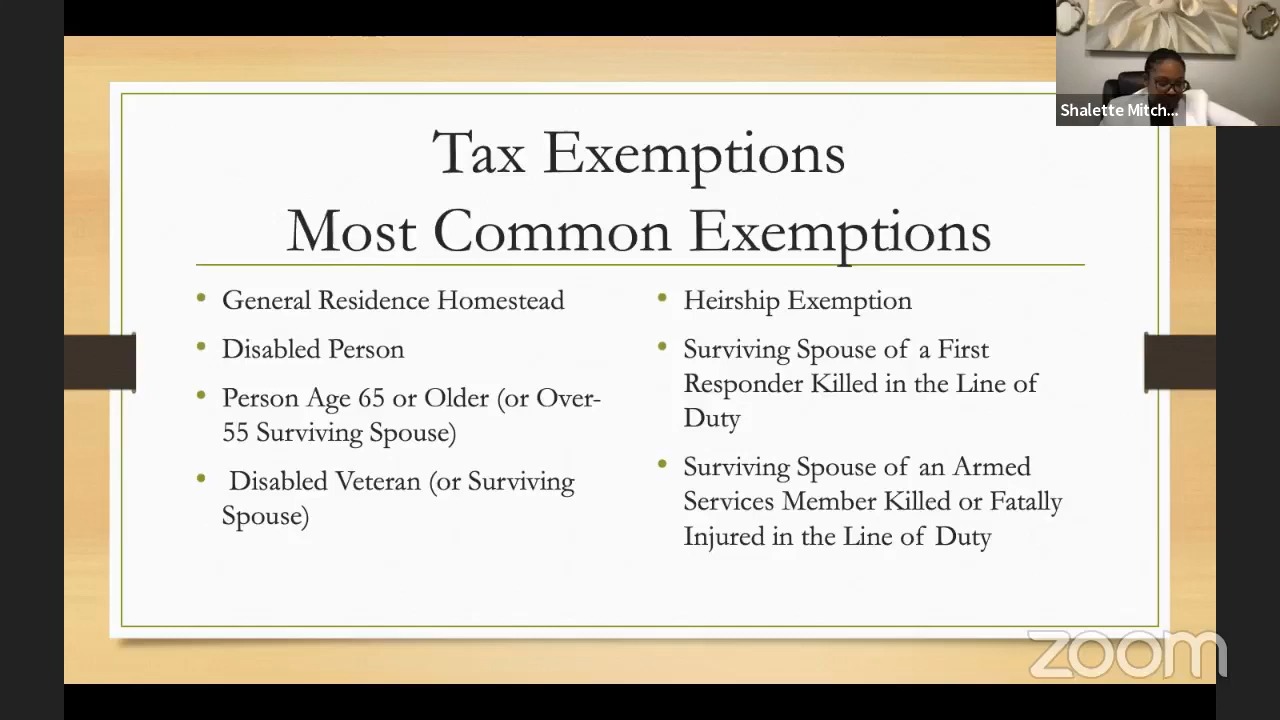 Shalette Mitch...
Tax Exemptions
Most Common Exemptions
• General Residence Homestead
• Disabled Person
• Person Age 65 or Older (or Over-
55 Surviving Spouse)
• Disabled Veteran (or Surviving
Spouse)
• Heirship Exemption
• Surviving Spouse of a First
Responder Killed in the Line of
Duty
• Surviving Spouse of an Armed
Services Member Killed or Fatally
Injured in the Line of Duty
zoom